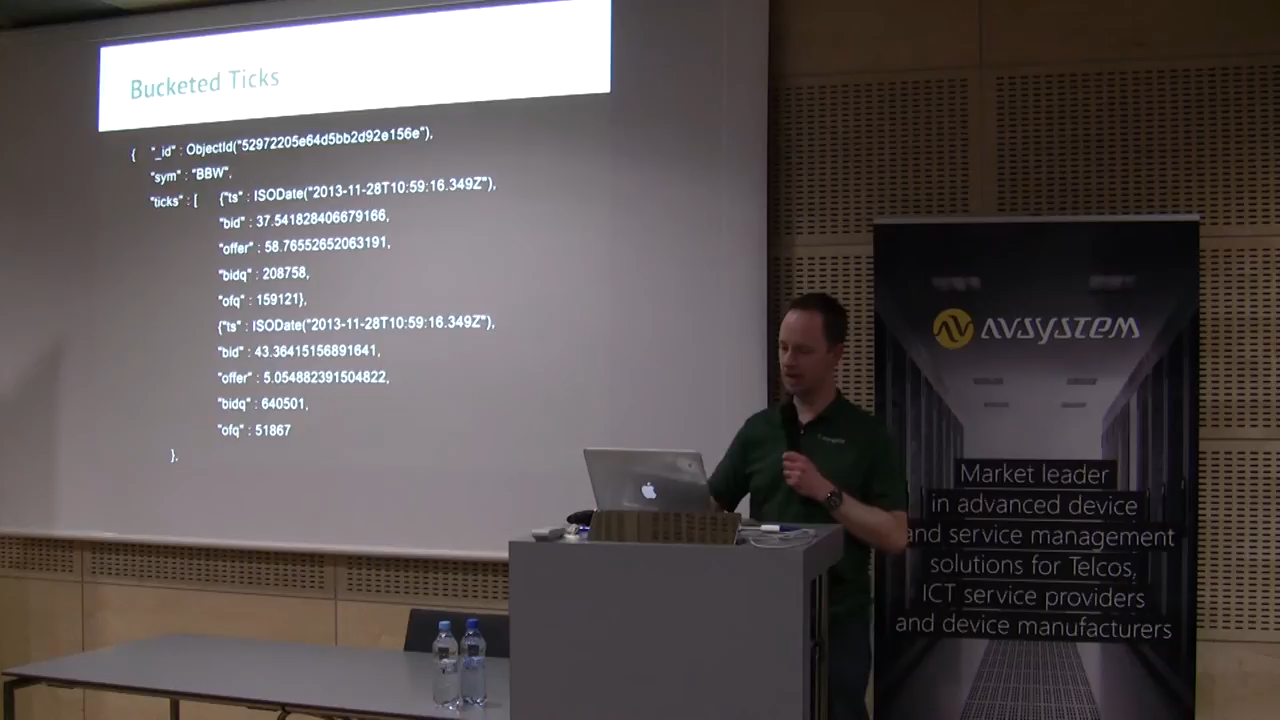 Bucketed Ticks
{ "_id" : ObjectId("52972205e64d5bb2d92e156e"),
"sym" : "BBW",
"ticks" : [ {"ts" : ISODate("2013-11-28T10:59:16.349Z"),
"bid" : 37.541828406679166,
"offer" : 58.76552652063191,
"bidq" : 208758,
"ofq" : 159121},
{"ts" : ISODate("2013-11-28T10:59:16.349Z"),
"bid" : 43.36415156891641,
"offer" : 5.054882391504822,
"bidq" : 640501,
"ofq" : 51867
},
AVSYSTEM
Market leader
in advanced device
and service management
solutions for Telcos,
ICT service providers
and device manufacturers